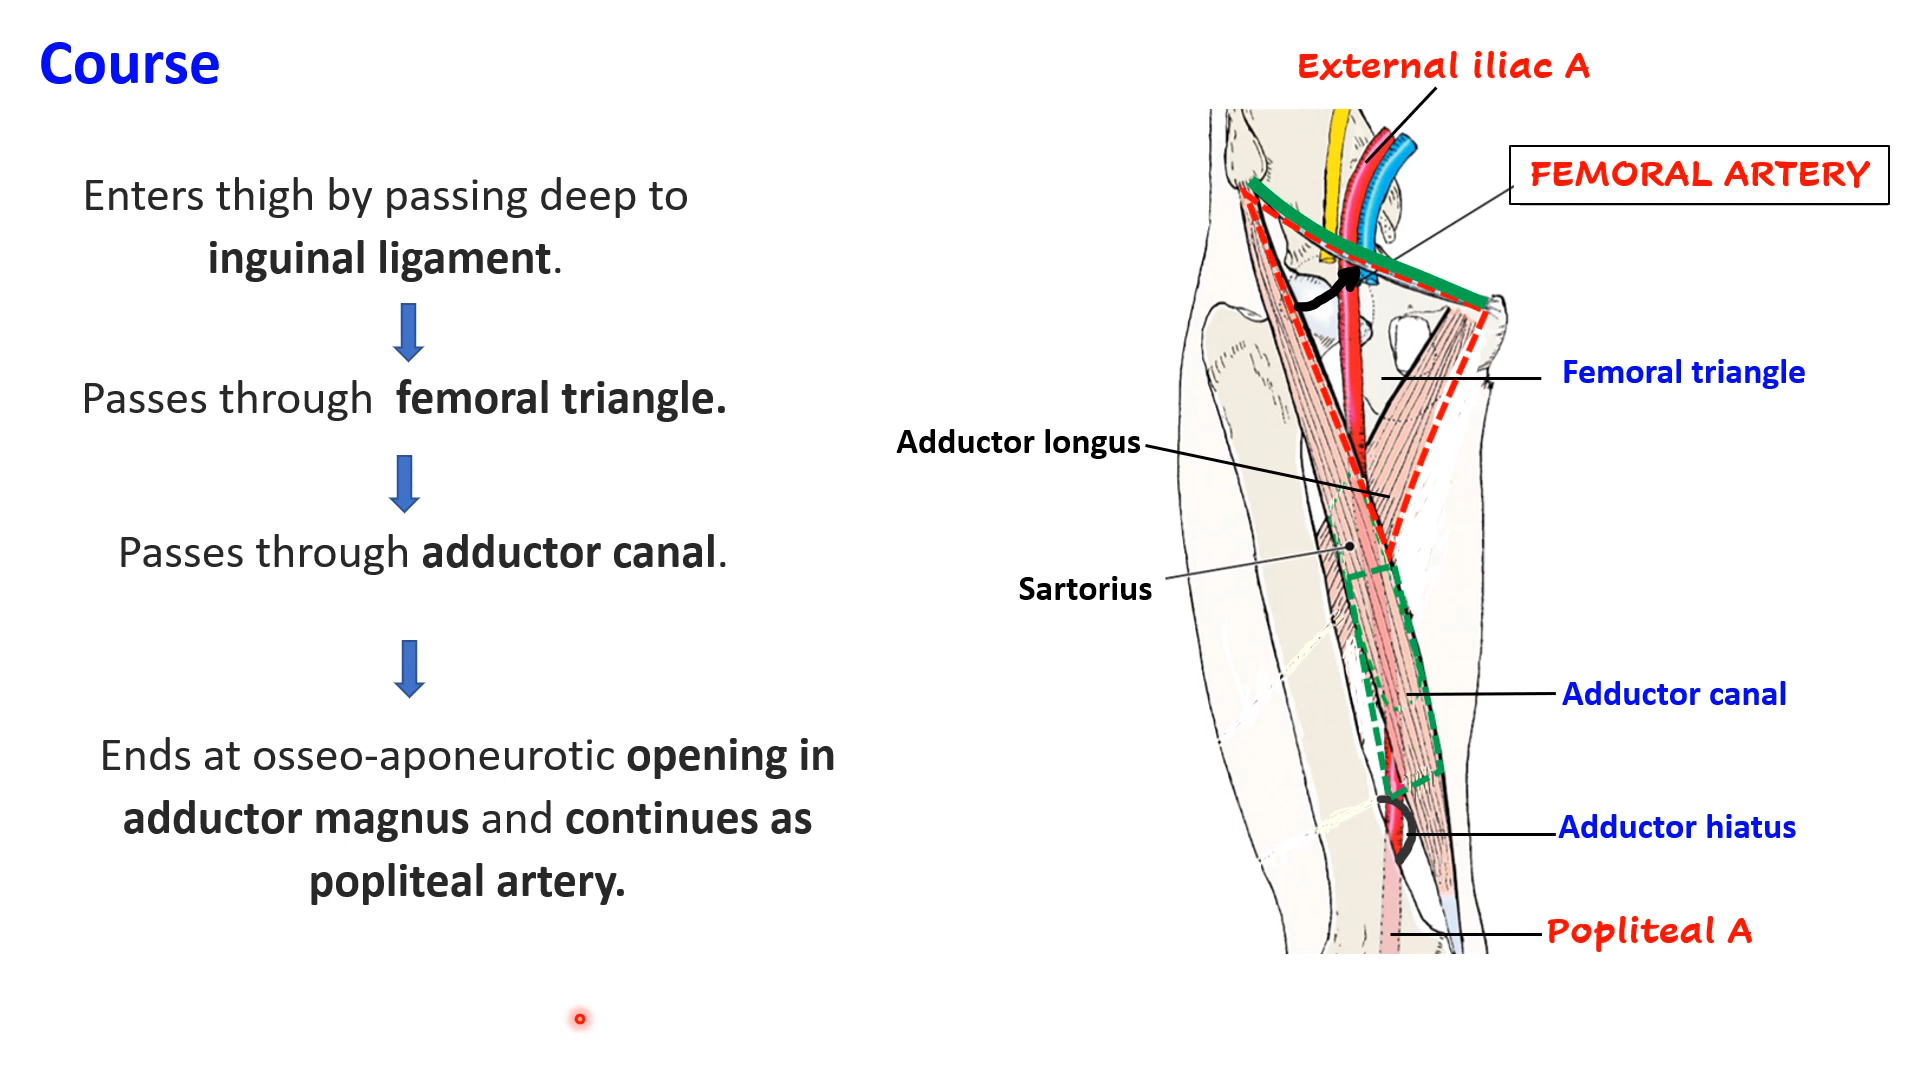 Course
Enters thigh by passing deep to
inguinal ligament.
Passes through femoral triangle.
Passes through adductor canal.
Ends at osseo-aponeurotic opening in
adductor magnus and continues as
popliteal artery.
External iliac A
FEMORAL ARTERY
Femoral triangle
Adductor longus
Sartorius
Adductor canal
Adductor hiatus
Popliteal A